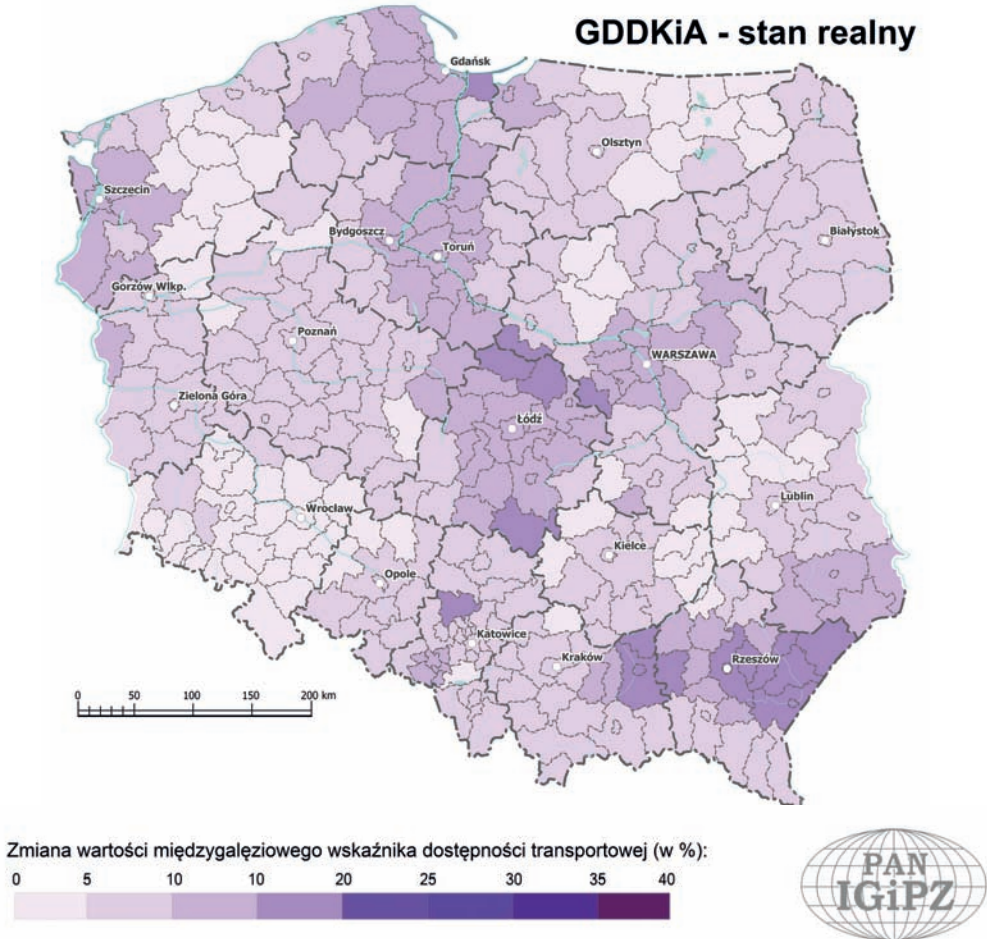 GDDKiA - stan realny
Gdańsk
Olsztyn
Szczecin
Bydgoszcz
Białystok
Toruń
Gorzów Wlkp.
Poznań
WARSZAWA
Zielona Góra
Łódź
Lublin
Wrocław
Kielce
Opole
Katowice
Kraków
Rzeszów
0 50 100 150 200 km
Zmiana wartości międzygałęziowego wskaźnika dostępności transportowej (w %):
0 5 10 10 20 25 30 35 40
PAN
IGiPZ